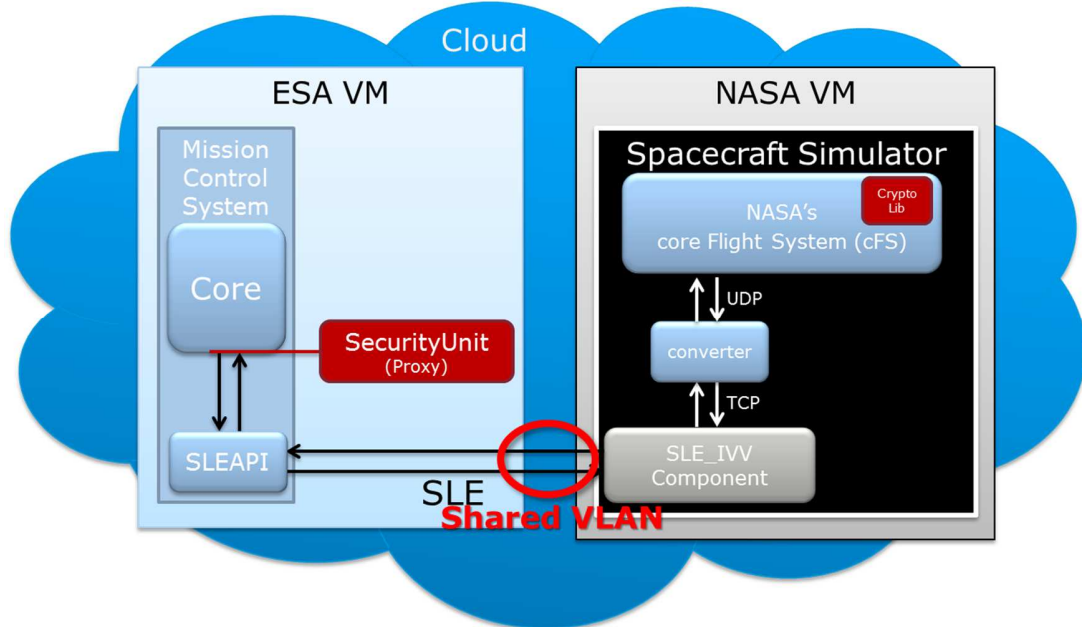 Cloud
ESA VM
Mission
Control
System
Core
SecurityUnit
(Proxy)
SLEAPI
SLE
Shared VLAN
NASA VM
Spacecraft Simulator
Crypto
Lib
NASA's
core Flight System (cFS)
UDP
converter
TCP
SLE_IVV
Component